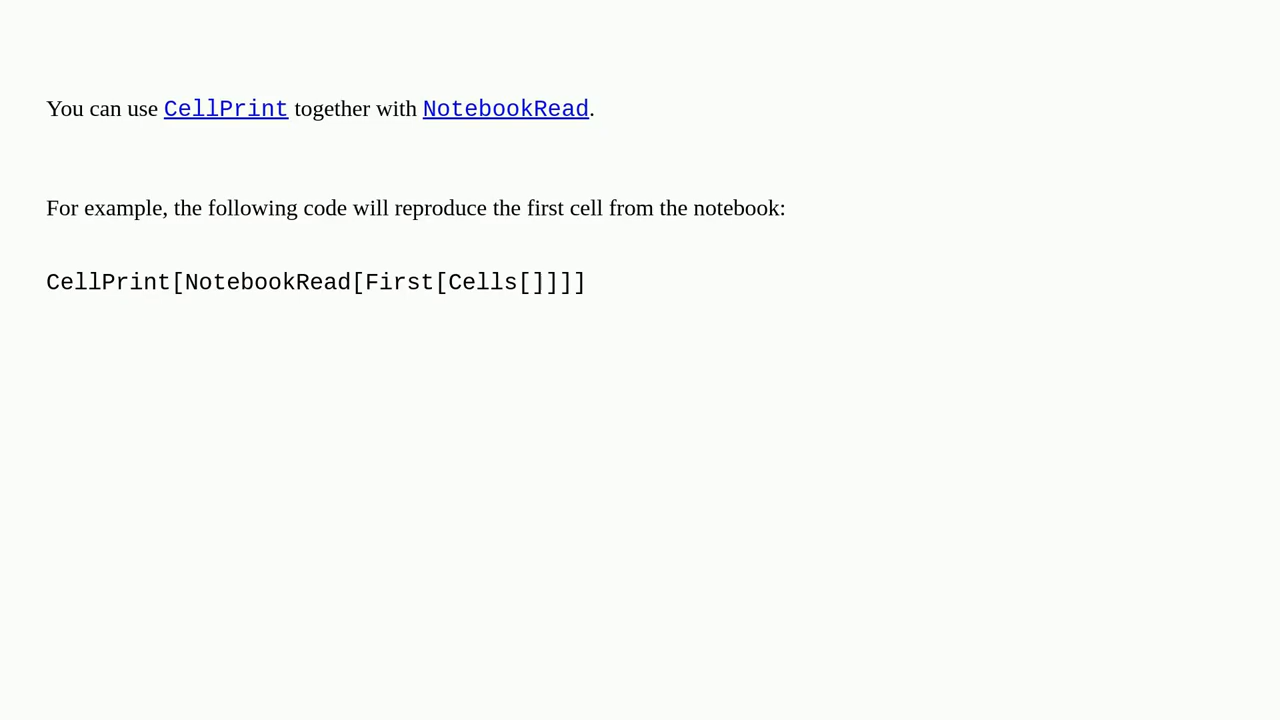 You can use CellPrint together with NotebookRead.
For example, the following code will reproduce the first cell from the notebook:
CellPrint[NotebookRead[First[Cells[]]]]